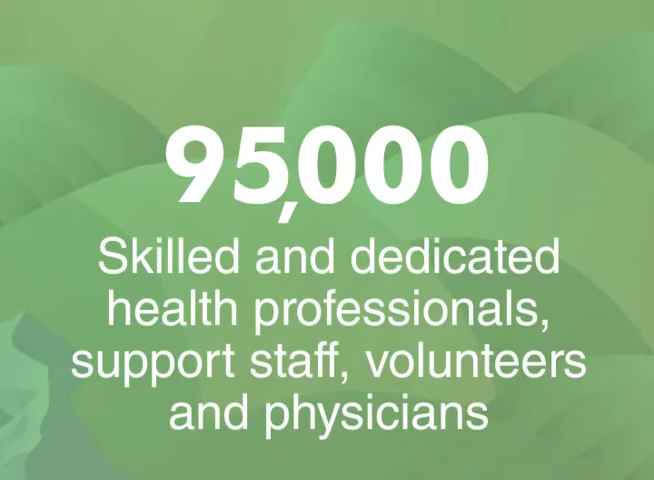 95,000
Skilled and dedicated
health professionals,
support staff, volunteers
and physicians